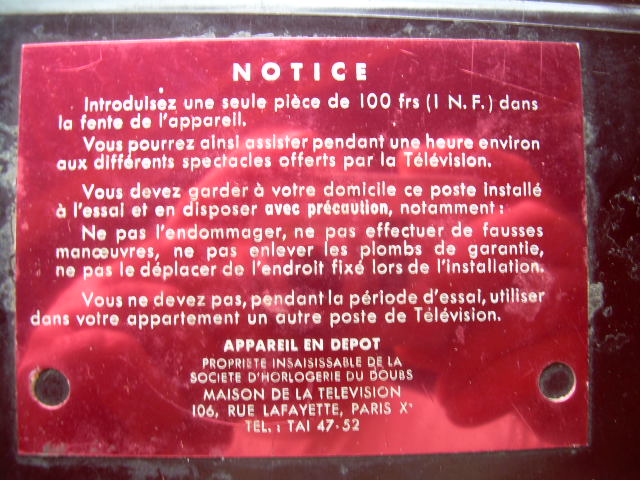 NOTICE
Introduisez une seule pièce de 100 frs (1 N.F.) dans
la fente de l'appareil.
Vous pourrez ainsi assister pendant une heure environ
aux différents spectacles offerts par la Télévision.
Vous devez garder à votre domicile ce poste installé
à l'essai et en disposer avec précaution, notamment :
Ne pas l'endommager, ne pas effectuer de fausses
manœuvres, ne pas enlever les plombs de garantie,
ne pas le déplacer de l'endroit fixé lors de l'installation.
Vous ne devez pas, pendant la période d'essai, utiliser
dans votre appartement un autre poste de Télévision.
APPAREIL EN DEPOT
PROPRIETE INSAISISSABLE DE LA
SOCIETE D'HORLOGERIE DU DOUBS
MAISON DE LA TELEVISION
106, RUE LAFAYETTE, PARIS Xᵉ
TEL. : TAI 47-52